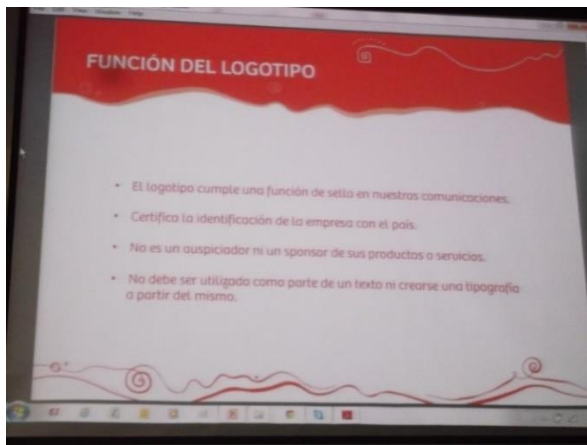 FUNCIÓN DEL LOGOTIPO
• El logotipo cumple una función de sello en nuestras comunicaciones.
• Certifica la identificación de la empresa con el país.
• No es un auspiciador ni un sponsor de sus productos o servicios.
• No debe ser utilizado como parte de un texto ni crearse una tipografía
a partir del mismo.